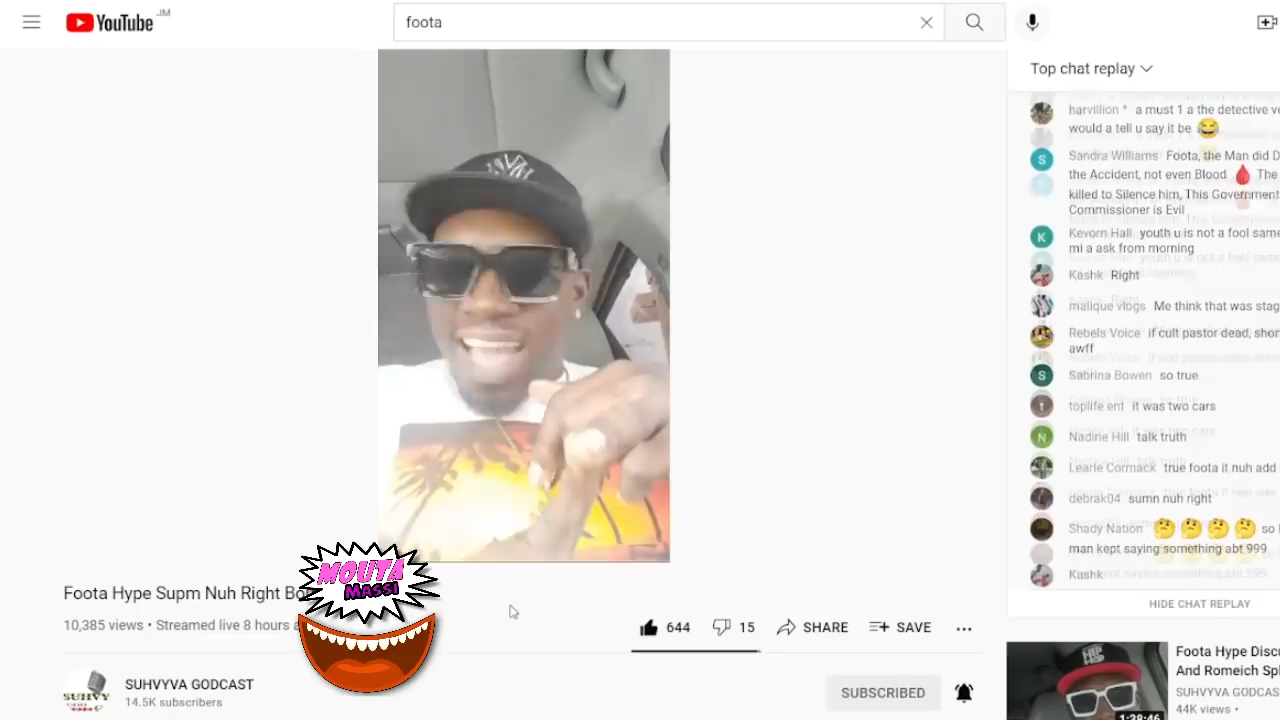 YouTube JM
foota
Top chat replay
harvillion * a must 1 a the detective ve
would a tell u say it be 😂
Sandra Williams Foota, the Man did D
the Accident, not even Blood 🩸 The
killed to Silence him, This Government
Commissioner is Evil
Kevorn Hall youth u is not a fool same
mi a ask from morning
Kashk Right
malique vlogs Me think that was stag
Rebels Voice if cult pastor dead, shor
awff
Sabrina Bowen so true
toplife ent it was two cars
Nadine Hill talk truth
Learie Cormack true foota it nuh add
debrak04 sumn nuh right
Shady Nation 🤔🤔🤔🤔 so
man kept saying something abt 999
Kashk
HIDE CHAT REPLAY
MOUTA
MASSI
Foota Hype Supm Nuh Right
10,385 views • Streamed live 8 hours
644
15
SHARE
SAVE
SUHVYVA GODCAST
14.5K subscribers
SUBSCRIBED
HIP
HOP
1:28:46
Foota Hype Disc
And Romeich Spl
SUHVYVA GODCAS
44K views •